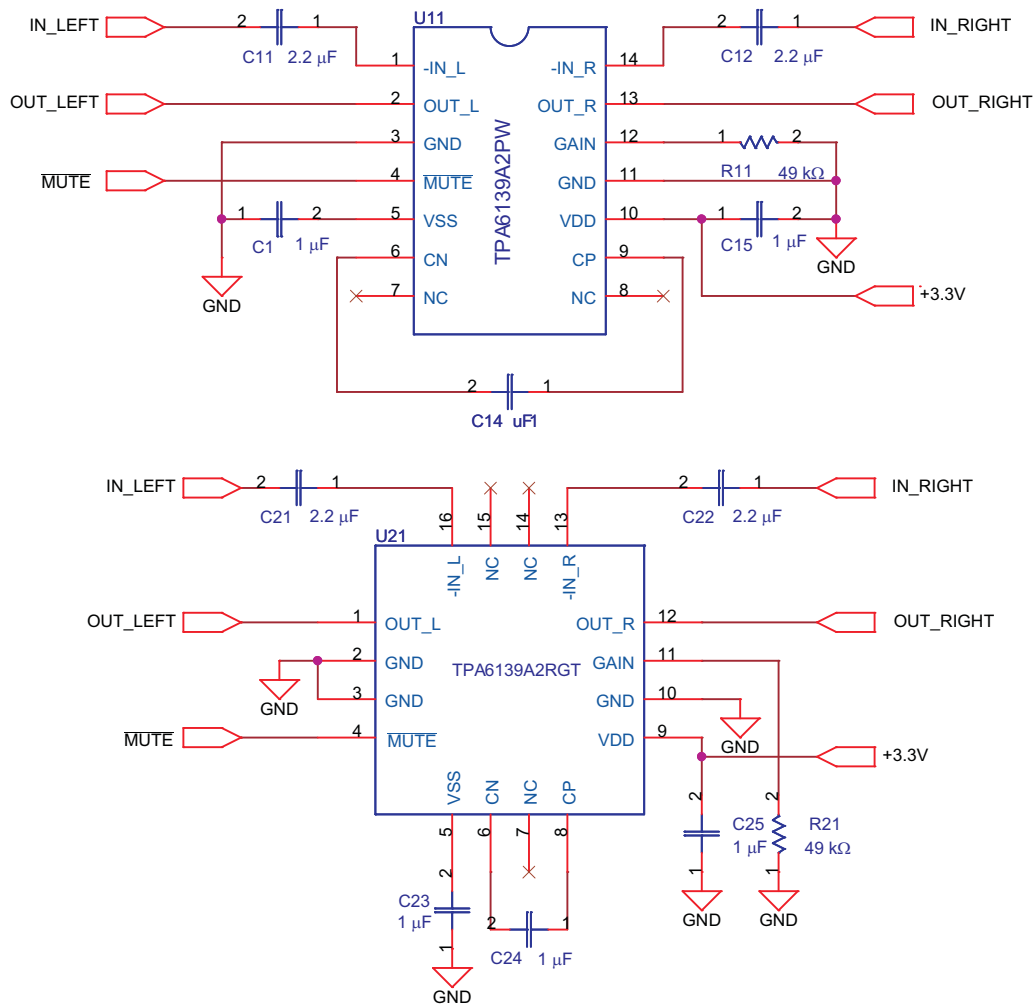 U11
IN_LEFT 2 1 2 1 IN_RIGHT
C11 2.2 μF 1 -IN_L -IN_R 14 C12 2.2 μF
OUT_LEFT 2 OUT_L OUT_R 13 OUT_RIGHT
3 GND GAIN 12 1 2
R11 49 kΩ
MUTE 4 MUTE GND 11
1 2 5 VSS VDD 10 1 2
C1 1 μF C15 1 μF
6 CN CP 9
GND
GND
7 NC NC 8 +3.3V
TPA6139A2PW
2 1
C14 uF1
IN_LEFT 2 1 2 1 IN_RIGHT
C21 2.2 μF 16 15 14 13 C22 2.2 μF
U21
-IN_L NC NC -IN_R
OUT_LEFT 1 OUT_L OUT_R 12 OUT_RIGHT
2 GND GAIN 11
TPA6139A2RGT
GND 3 GND GND 10
MUTE 4 MUTE VDD 9 GND
+3.3V
VSS CN NC CP
5 6 7 8
2 2
C25 R21
1 μF 49 kΩ
2
C23 1 1
1 μF GND GND
1 2 1
C24 1 μF
GND